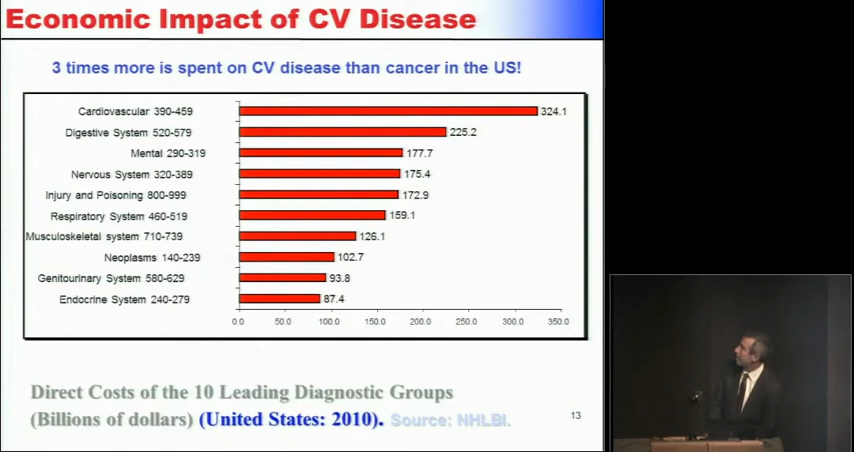 Economic Impact of CV Disease
3 times more is spent on CV disease than cancer in the US!
Cardiovascular 390-459 324.1
Digestive System 520-579 225.2
Mental 290-319 177.7
Nervous System 320-389 175.4
Injury and Poisoning 800-999 172.9
Respiratory System 460-519 159.1
Musculoskeletal system 710-739 126.1
Neoplasms 140-239 102.7
Genitourinary System 580-629 93.8
Endocrine System 240-279 87.4
0.0 50.0 100.0 150.0 200.0 250.0 300.0 350.0
Direct Costs of the 10 Leading Diagnostic Groups
(Billions of dollars) (United States: 2010). Source: NHLBI.
13